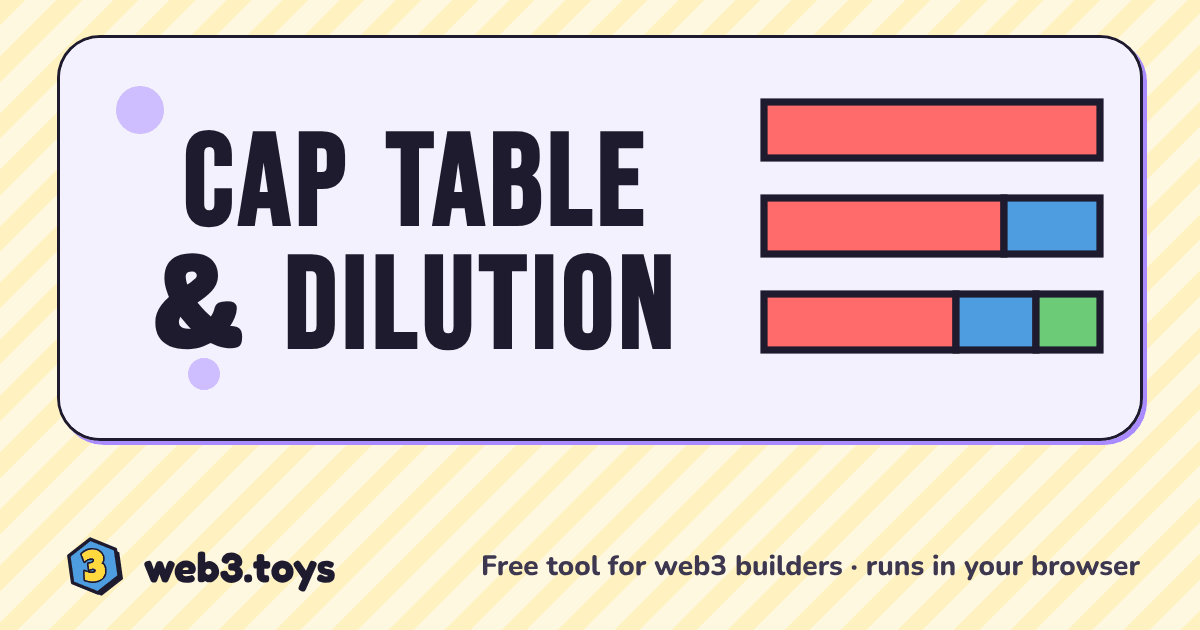 CAP TABLE
& DILUTION
3 web3.toys
Free tool for web3 builders · runs in your browser